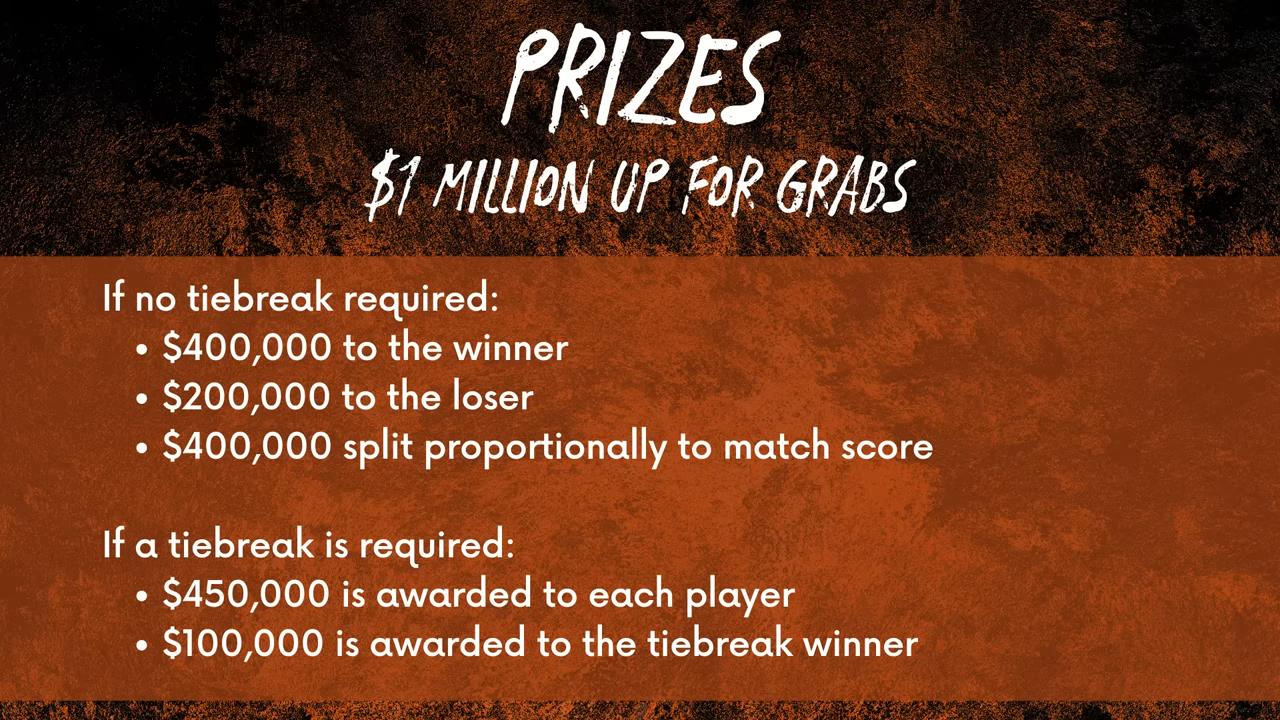 PRIZES
$1 MILLION UP FOR GRABS
If no tiebreak required:
• $400,000 to the winner
• $200,000 to the loser
• $400,000 split proportionally to match score
If a tiebreak is required:
• $450,000 is awarded to each player
• $100,000 is awarded to the tiebreak winner